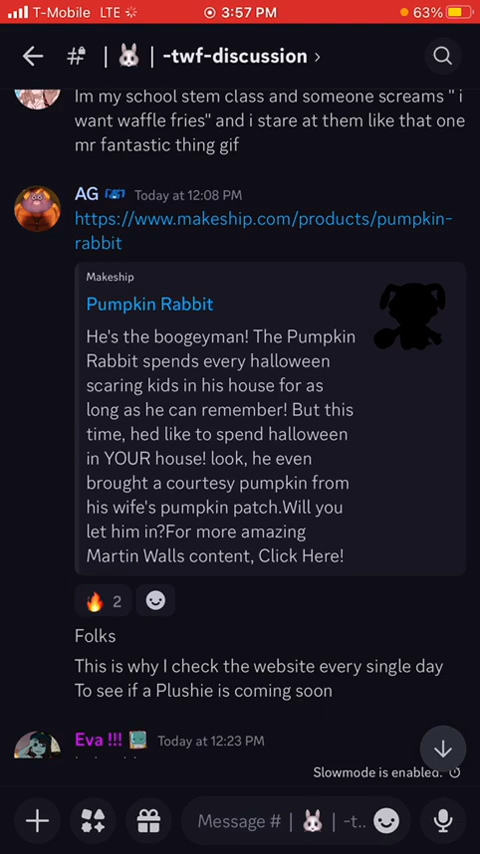 T-Mobile LTE 3:57 PM 63%
# | 🐰 | -twf-discussion ›
Im my school stem class and someone screams " i
want waffle fries" and i stare at them like that one
mr fantastic thing gif
AG Today at 12:08 PM
https://www.makeship.com/products/pumpkin-
rabbit
Makeship
Pumpkin Rabbit
He's the boogeyman! The Pumpkin
Rabbit spends every halloween
scaring kids in his house for as
long as he can remember! But this
time, hed like to spend halloween
in YOUR house! look, he even
brought a courtesy pumpkin from
his wife's pumpkin patch.Will you
let him in?For more amazing
Martin Walls content, Click Here!
🔥 2
Folks
This is why I check the website every single day
To see if a Plushie is coming soon
Eva !!! Today at 12:23 PM
Slowmode is enabled.
Message # | 🐰 | -t..